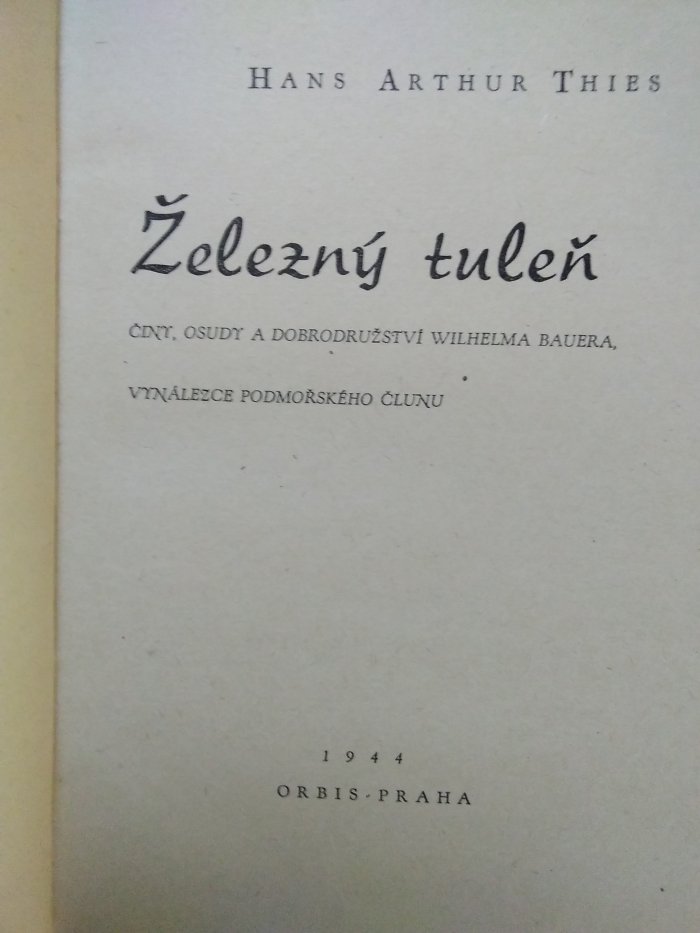 HANS ARTHUR THIES
Železný tuleň
ČINY, OSUDY A DOBRODRUŽSTVÍ WILHELMA BAUERA,
VYNÁLEZCE PODMOŘSKÉHO ČLUNU
1944
ORBIS-PRAHA